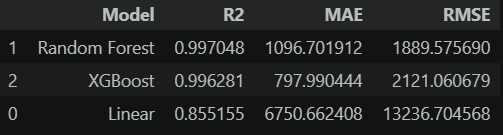 Model R2 MAE RMSE
1 Random Forest 0.997048 1096.701912 1889.575690
2 XGBoost 0.996281 797.990444 2121.060679
0 Linear 0.855155 6750.662408 13236.704568